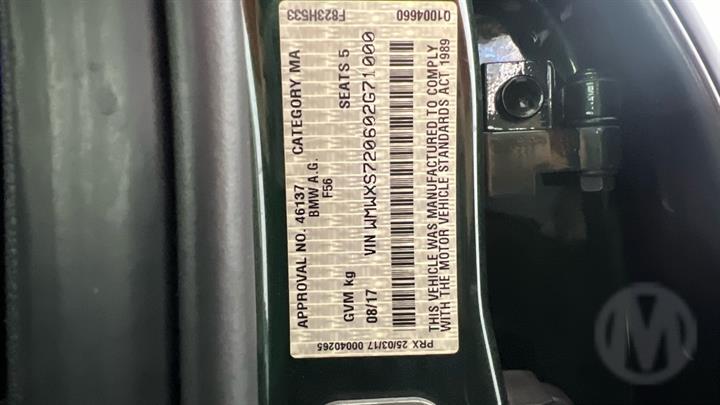 F823H533 Q1004660
APPROVAL NO. 46137 CATEGORY MA
BMW A.G.
F56
GVM kg SEATS 5
08/17 VIN WMWXS720602G71000
THIS VEHICLE WAS MANUFACTURED TO COMPLY
WITH THE MOTOR VEHICLE STANDARDS ACT 1989
PRX 25/03/17 00040265
M